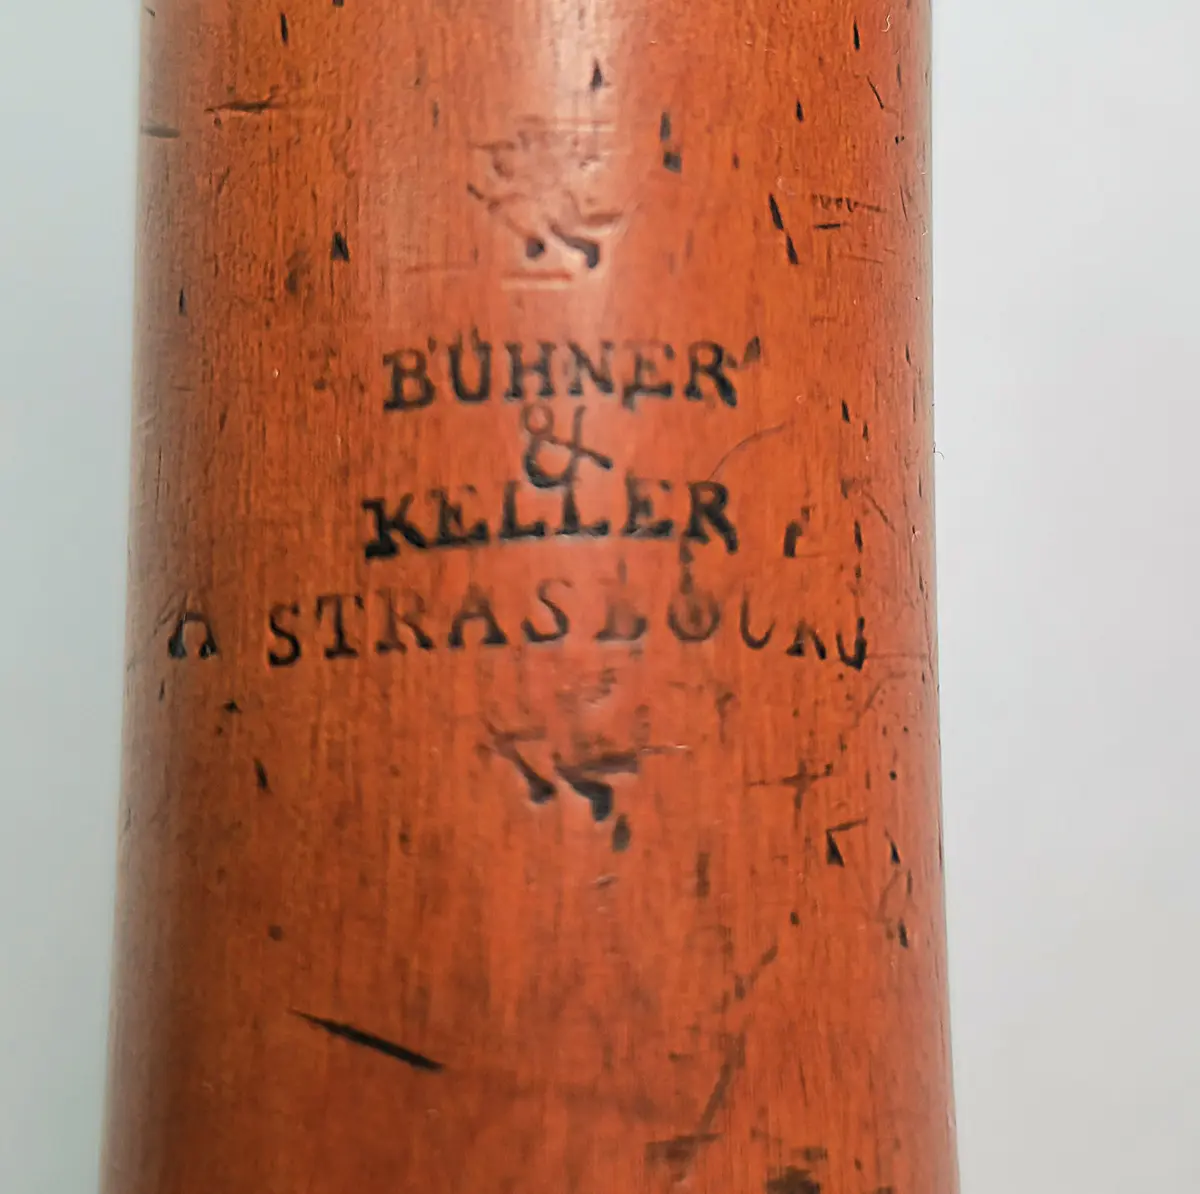 BÜHNER
&
KELLER
A STRASBOURG